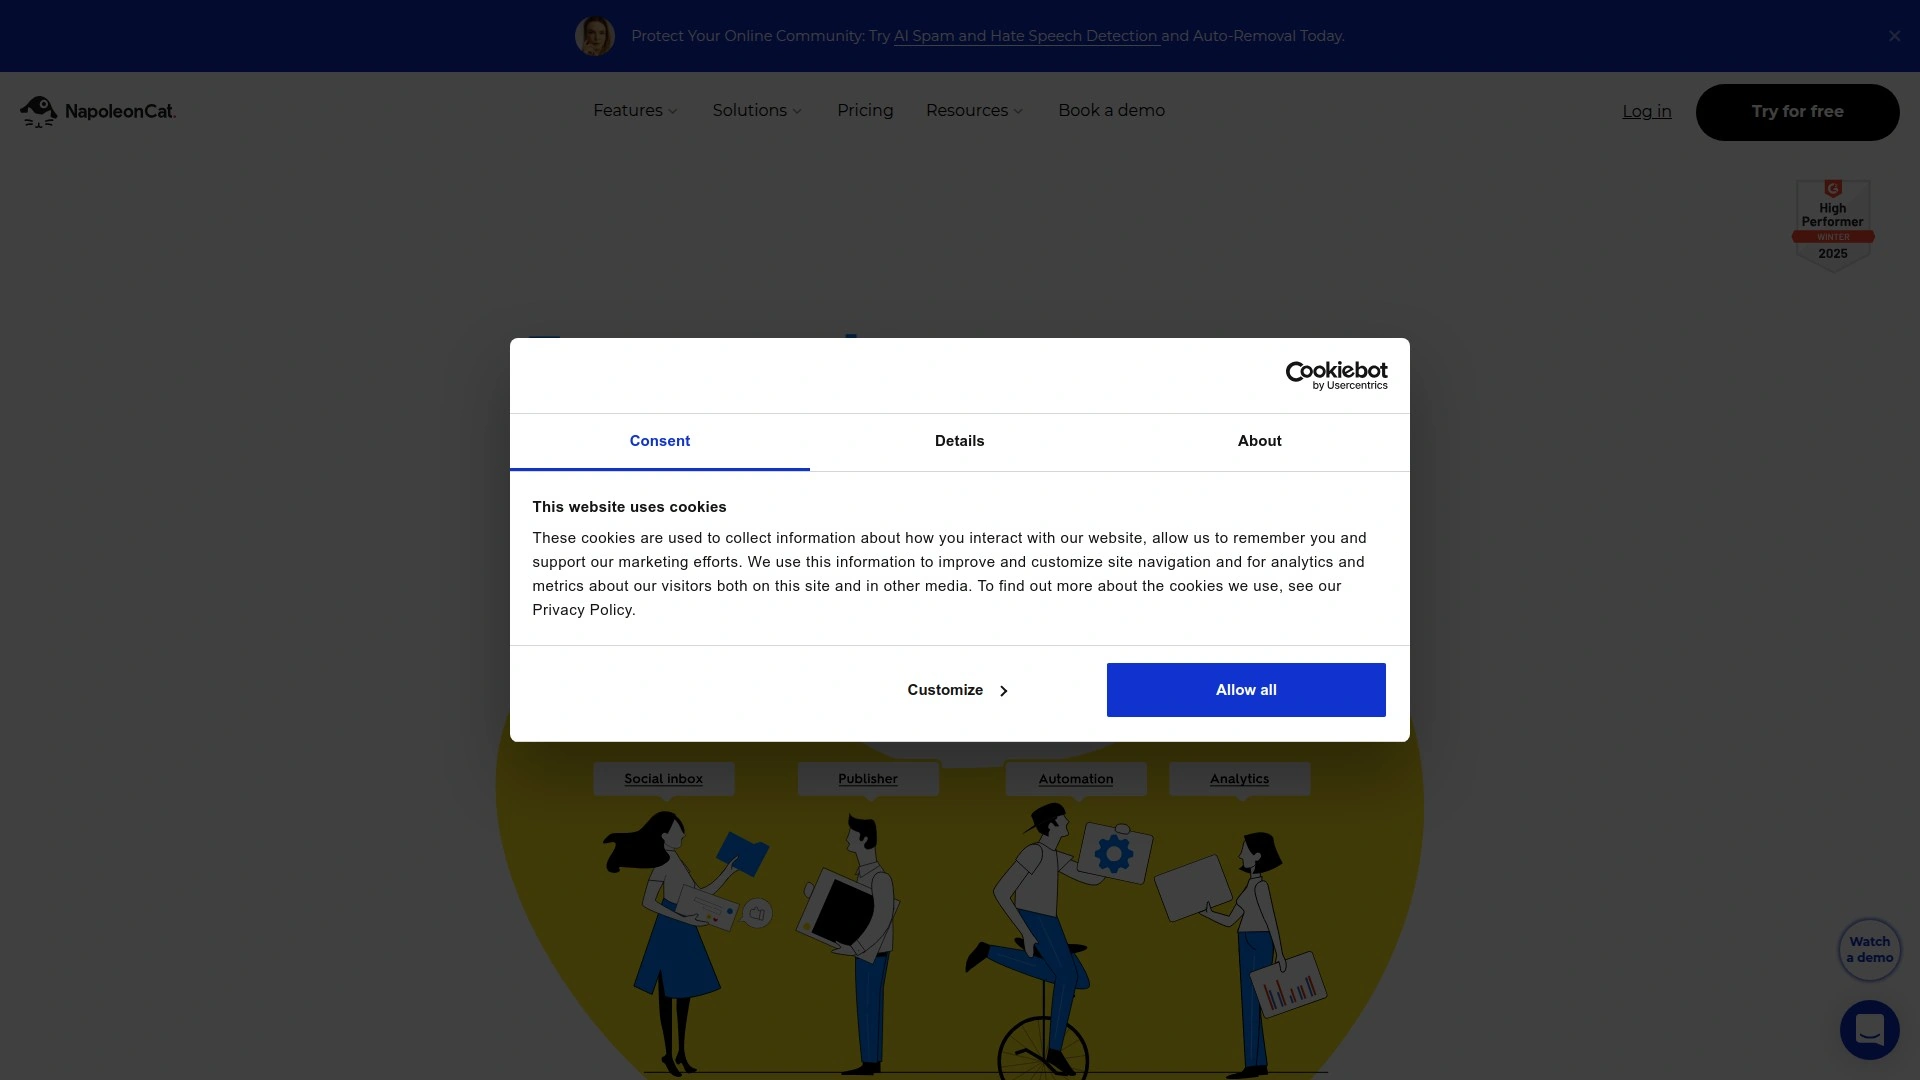 Protect Your Online Community: Try AI Spam and Hate Speech Detection and Auto-Removal Today.
NapoleonCat.
Features
Solutions
Pricing
Resources
Book a demo
Log in
Try for free
High
Performer
WINTER
2025
Cookiebot
by Usercentrics
Consent
Details
About
This website uses cookies
These cookies are used to collect information about how you interact with our website, allow us to remember you and
support our marketing efforts. We use this information to improve and customize site navigation and for analytics and
metrics about our visitors both on this site and in other media. To find out more about the cookies we use, see our
Privacy Policy.
Customize
Allow all
Social inbox
Publisher
Automation
Analytics
Watch
a demo